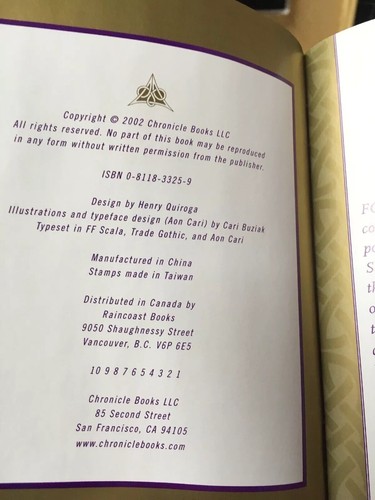 Copyright © 2002 Chronicle Books LLC
All rights reserved. No part of this book may be reproduced
in any form without written permission from the publisher.
ISBN 0-8118-3325-9
Design by Henry Quiroga
Illustrations and typeface design (Aon Cari) by Cari Buziak
Typeset in FF Scala, Trade Gothic, and Aon Cari
Manufactured in China
Stamps made in Taiwan
Distributed in Canada by
Raincoast Books
9050 Shaughnessy Street
Vancouver, B.C. V6P 6E5
10 9 8 7 6 5 4 3 2 1
Chronicle Books LLC
85 Second Street
San Francisco, CA 94105
www.chroniclebooks.com